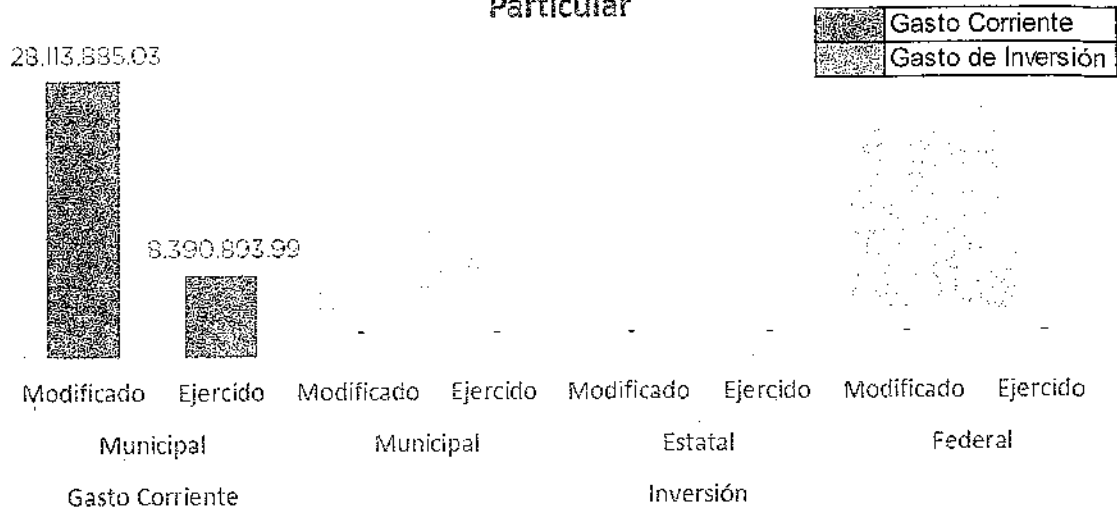 Particular
Gasto Corriente
Gasto de Inversión
28,113,885.03
8,390,893.99
- - - - - -
Modificado Ejercido Modificado Ejercido Modificado Ejercido Modificado Ejercido
Municipal Municipal Estatal Federal
Gasto Corriente Inversión